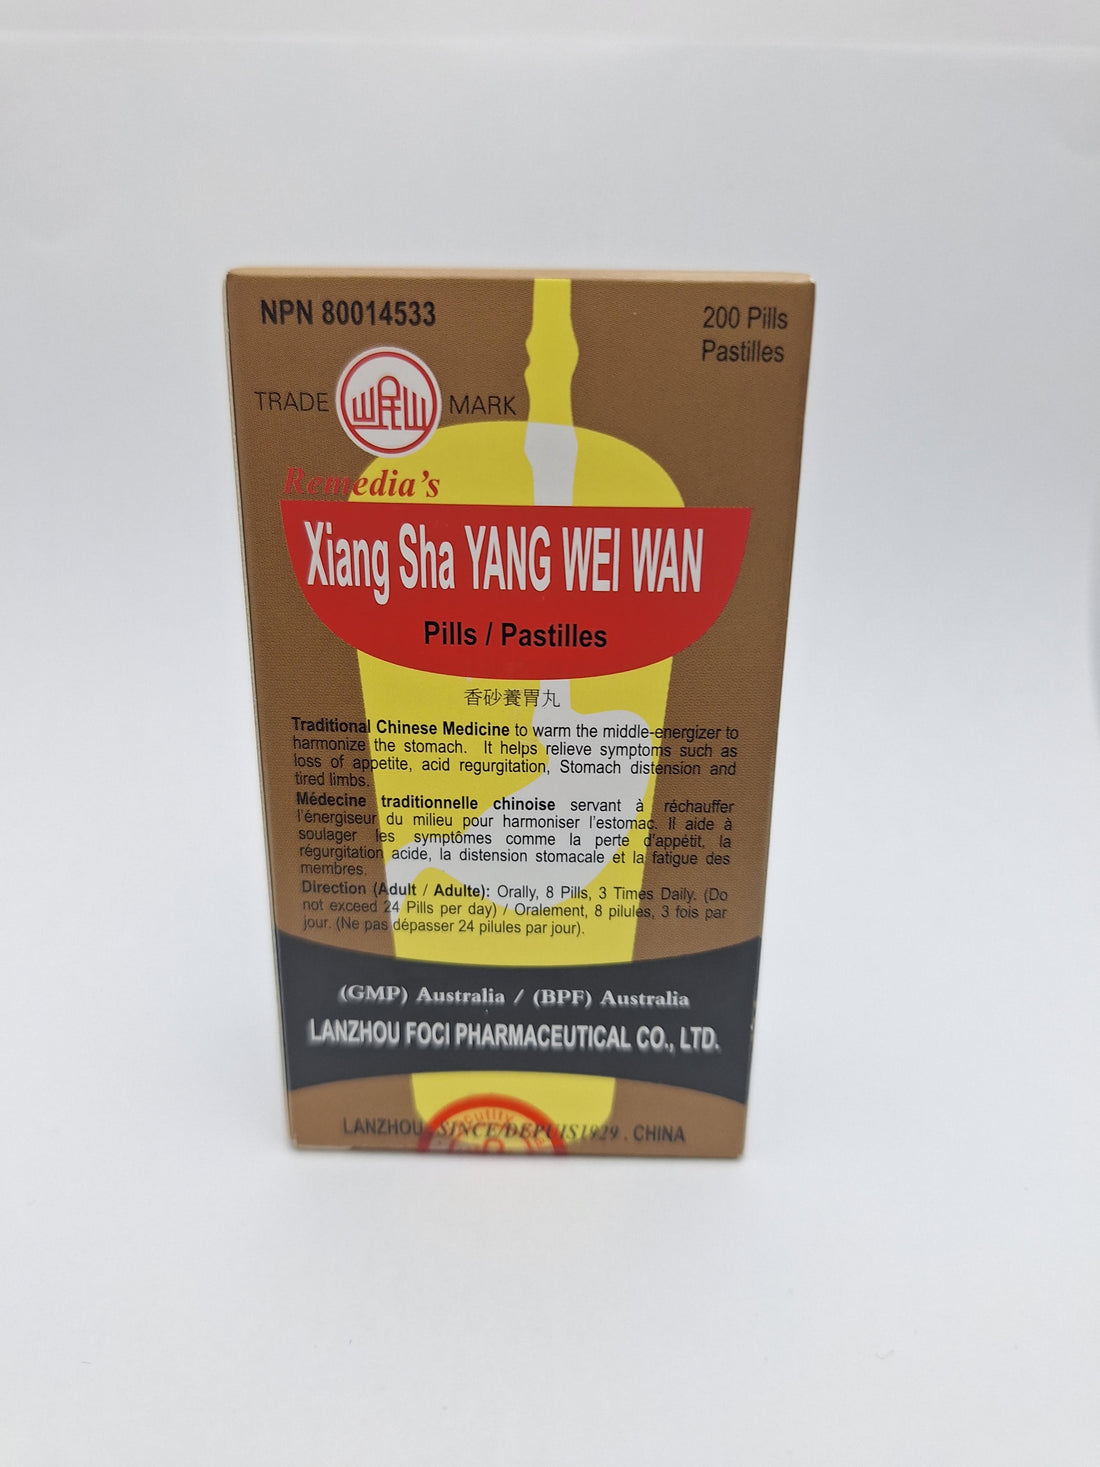 NPN 80014533
200 Pills
Pastilles
TRADE MARK
Remedia's
Xiang Sha YANG WEI WAN
Pills / Pastilles
香砂養胃丸
Traditional Chinese Medicine to warm the middle-energizer to
harmonize the stomach. It helps relieve symptoms such as
loss of appetite, acid regurgitation, Stomach distension and
tired limbs.
Médecine traditionnelle chinoise servant à réchauffer
l'énergiseur du milieu pour harmoniser l'estomac. Il aide à
soulager les symptômes comme la perte d'appétit, la
régurgitation acide, la distension stomacale et la fatigue des
membres.
Direction (Adult / Adulte): Orally, 8 Pills, 3 Times Daily. (Do
not exceed 24 Pills per day) / Oralement, 8 pilules, 3 fois par
jour. (Ne pas dépasser 24 pilules par jour).
(GMP) Australia / (BPF) Australia
LANZHOU FOCI PHARMACEUTICAL CO., LTD.
LANZHOU SINCE/DEPUIS1929 . CHINA